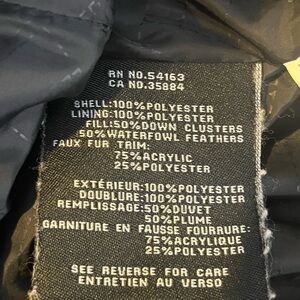 RN NO.54163
CA NO.35884
SHELL:100%POLYESTER
LINING:100%POLYESTER
FILL:50%DOWN CLUSTERS
50%WATERFOWL FEATHERS
FAUX FUR TRIM:
75%ACRYLIC
25%POLYESTER
EXTÉRIEUR:100%POLYESTER
DOUBLURE:100%POLYESTER
REMPLISSAGE:50%DUVET
50%PLUME
GARNITURE EN FAUSSE FOURRURE:
75%ACRYLIQUE
25%POLYESTER
SEE REVERSE FOR CARE
ENTRETIEN AU VERSO